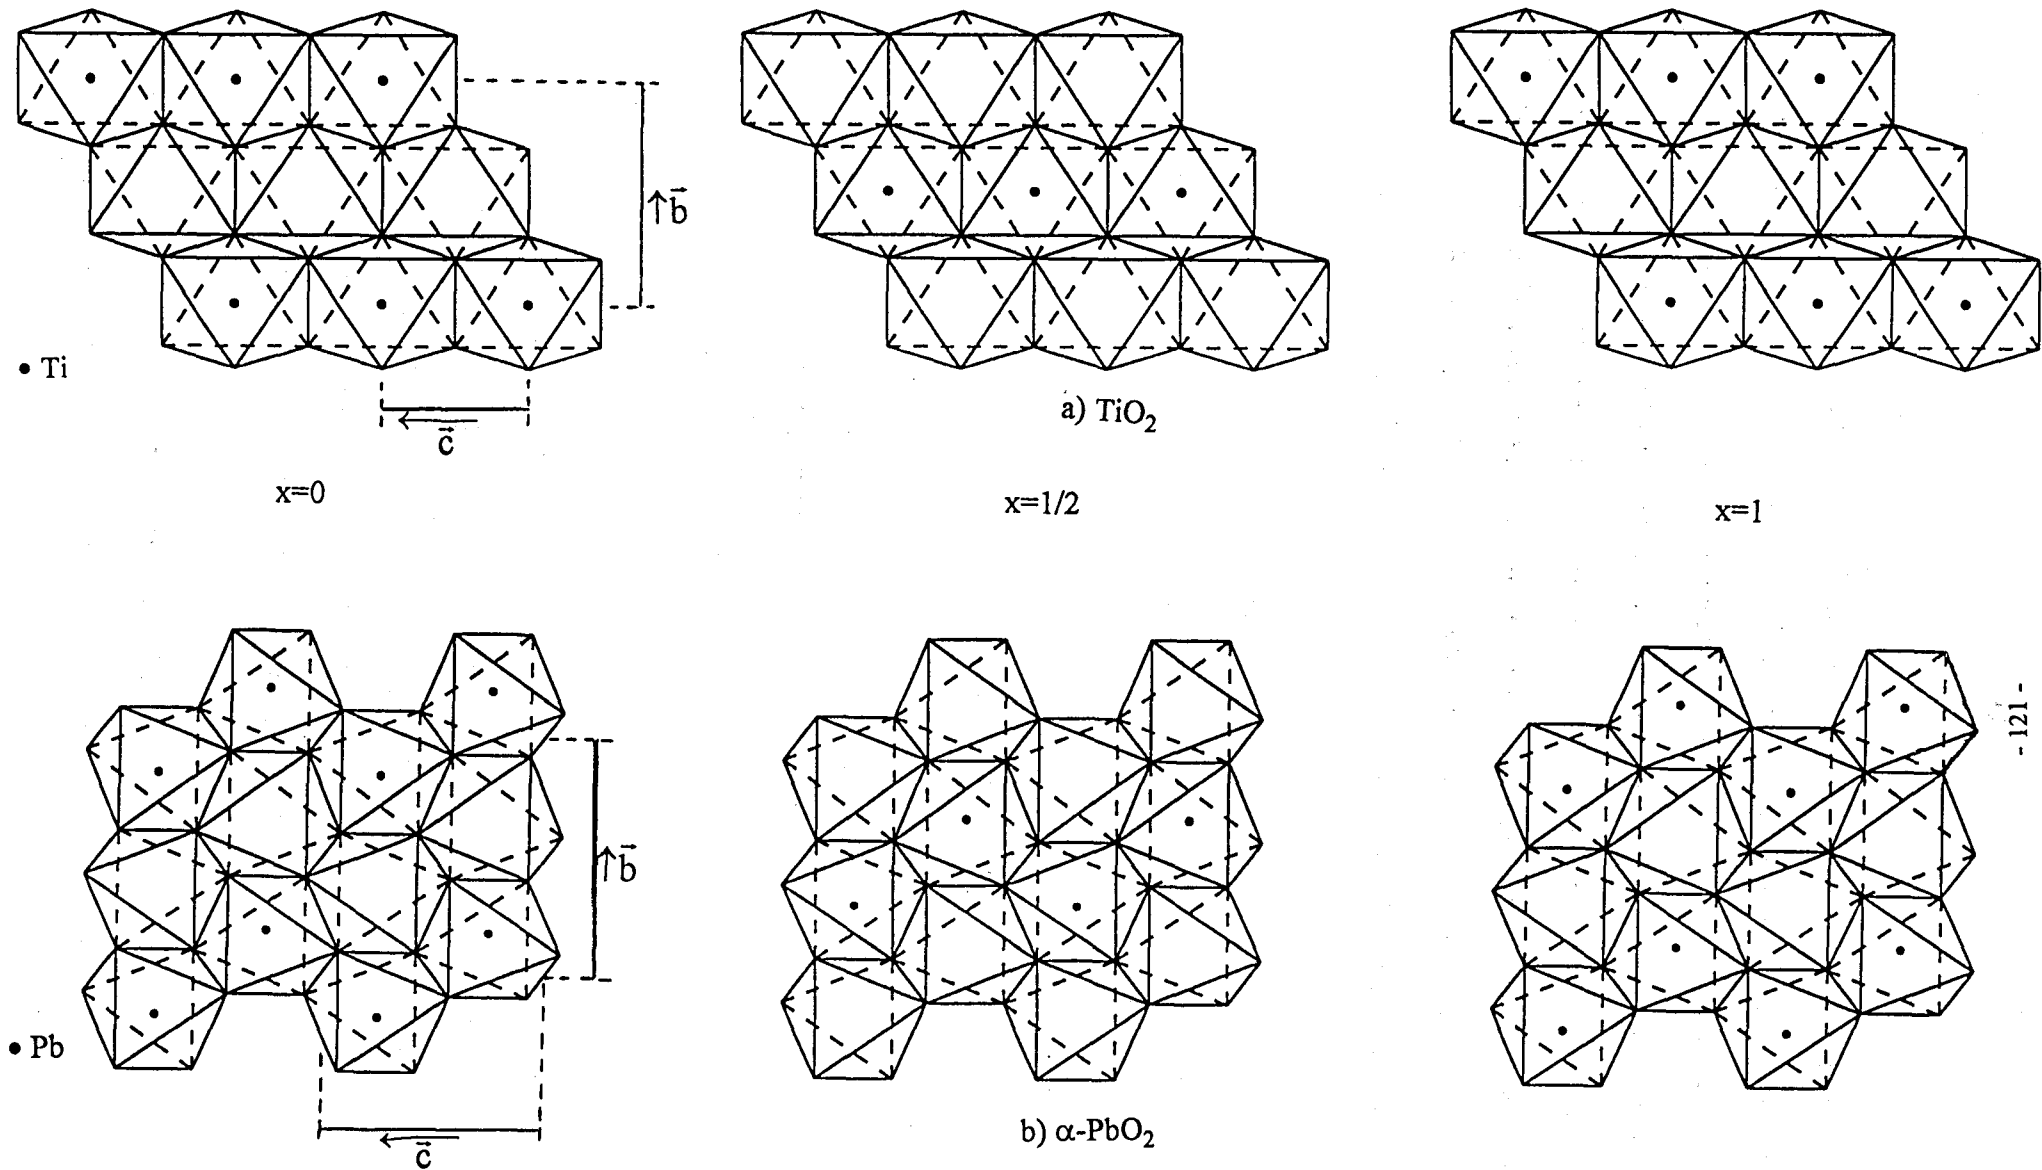 b⃗
• Ti
c⃗
a) TiO₂
x=0
x=1/2
x=1
- 121 -
b⃗
• Pb
c⃗
b) α-PbO₂